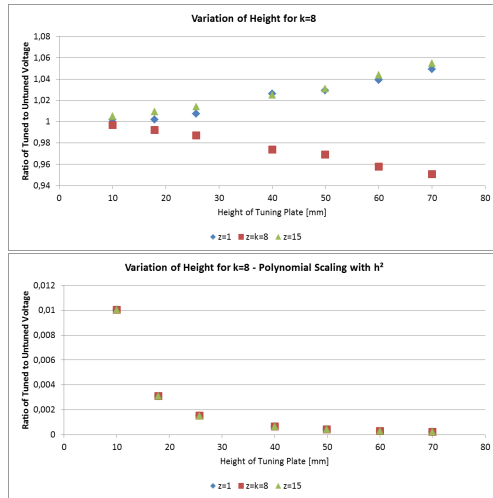 Variation of Height for k=8
Ratio of Tuned to Untuned Voltage
1,08
1,06
1,04
1,02
1
0,98
0,96
0,94
0 10 20 30 40 50 60 70 80
Height of Tuning Plate [mm]
z=1 z=k=8 z=15
Variation of Height for k=8 - Polynomial Scaling with h²
Ratio of Tuned to Untuned Voltage
0,012
0,01
0,008
0,006
0,004
0,002
0
0 10 20 30 40 50 60 70 80
Height of Tuning Plate [mm]
z=1 z=k=8 z=15